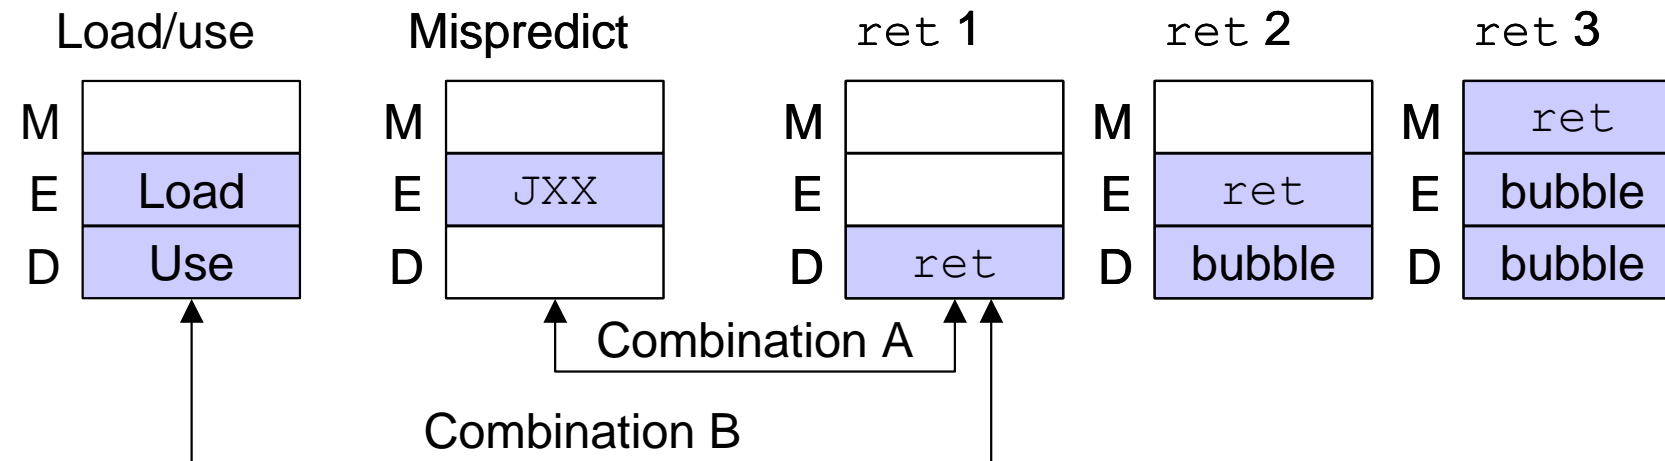 Load/use Mispredict ret 1 ret 2 ret 3
M M M M M ret
E Load E JXX E E ret E bubble
D Use D D ret D bubble D bubble
Combination A
Combination B